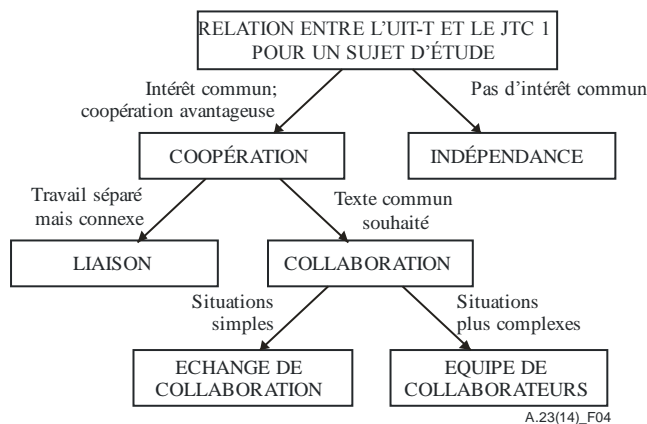 RELATION ENTRE L'UIT-T ET LE JTC 1
POUR UN SUJET D'ÉTUDE
Intérêt commun;
coopération avantageuse
Pas d'intérêt commun
COOPÉRATION
INDÉPENDANCE
Travail séparé
mais connexe
Texte commun
souhaité
LIAISON
COLLABORATION
Situations
simples
Situations
plus complexes
ECHANGE DE
COLLABORATION
EQUIPE DE
COLLABORATEURS
A.23(14)_F04